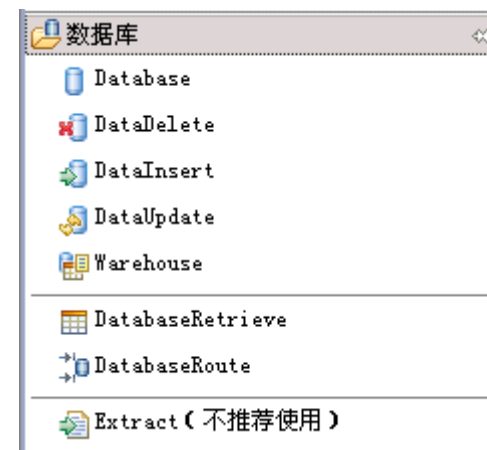 数据库
Database
DataDelete
DataInsert
DataUpdate
Warehouse
DatabaseRetrieve
DatabaseRoute
Extract(不推荐使用)